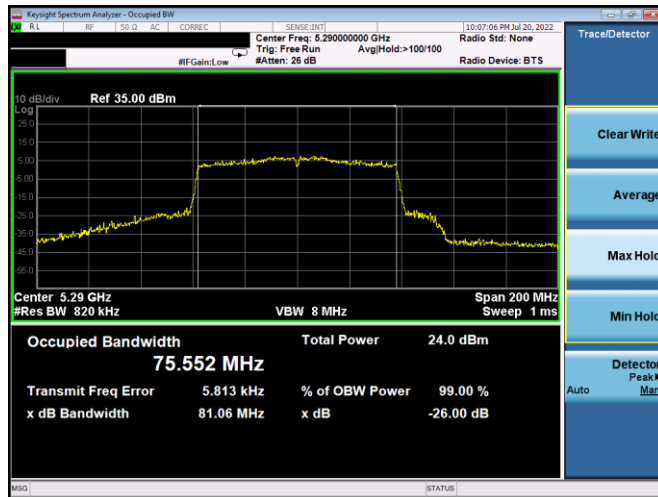 Keysight Spectrum Analyzer - Occupied BW
RL RF 50 Ω AC CORREC SENSE:INT 10:07:06 PM Jul 20, 2022
Center Freq: 5.290000000 GHz Radio Std: None
Trig: Free Run Avg|Hold:>100/100
#IFGain:Low #Atten: 26 dB Radio Device: BTS
10 dB/div Ref 35.00 dBm
Log
25.0
15.0
5.00
-5.00
-15.0
-25.0
-35.0
-45.0
-55.0
Center 5.29 GHz Span 200 MHz
#Res BW 820 kHz VBW 8 MHz Sweep 1 ms
Occupied Bandwidth Total Power 24.0 dBm
75.552 MHz
Transmit Freq Error 5.813 kHz % of OBW Power 99.00 %
x dB Bandwidth 81.06 MHz x dB -26.00 dB
MSG STATUS
Trace/Detector
Clear Write
Average
Max Hold
Min Hold
Detector
Peak
Auto Man